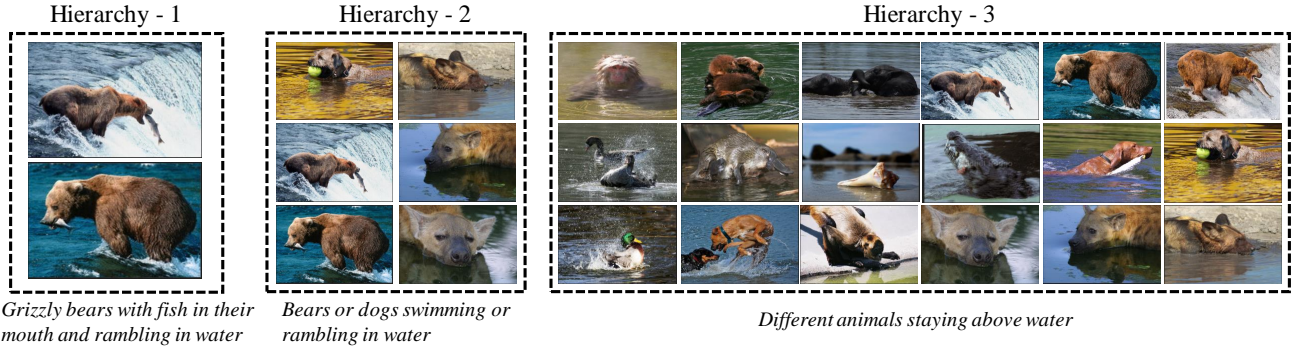 Hierarchy - 1
Hierarchy - 2
Hierarchy - 3
Grizzly bears with fish in their
mouth and rambling in water
Bears or dogs swimming or
rambling in water
Different animals staying above water